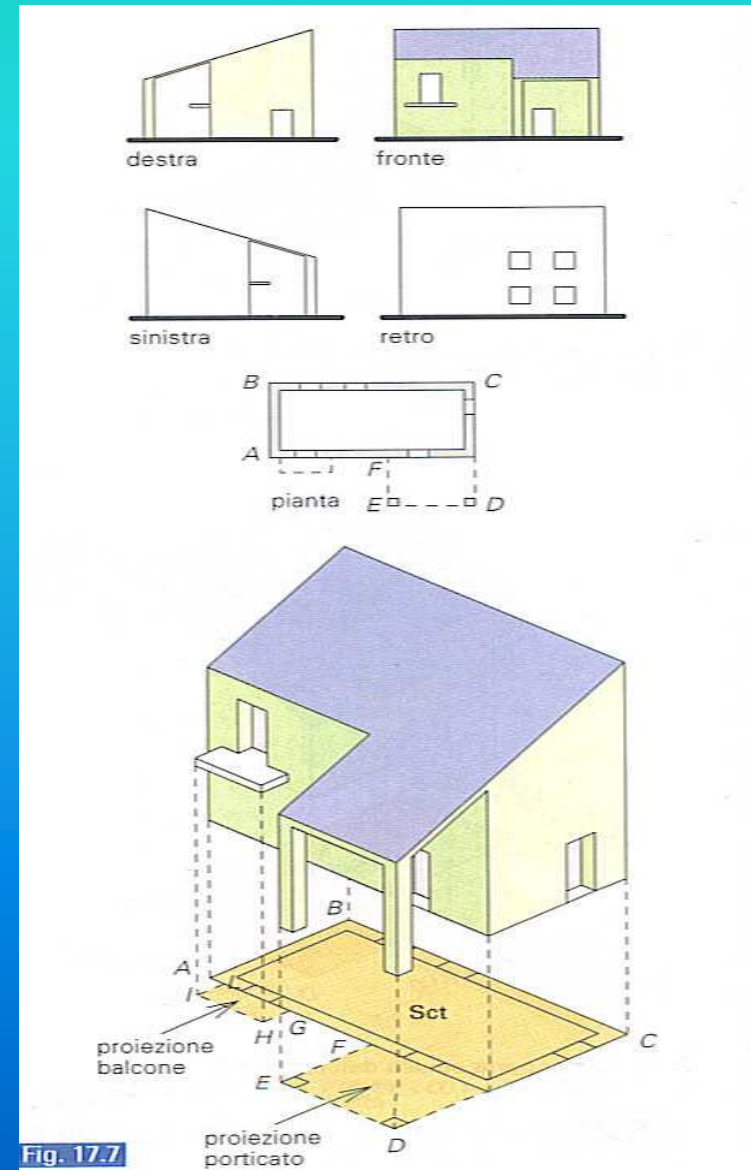 destra
fronte
sinistra
retro
B
C
A
F
pianta
E
D
B
A
I
L
Sct
H
G
F
C
proiezione
balcone
E
proiezione
porticato
D
Fig. 17.7